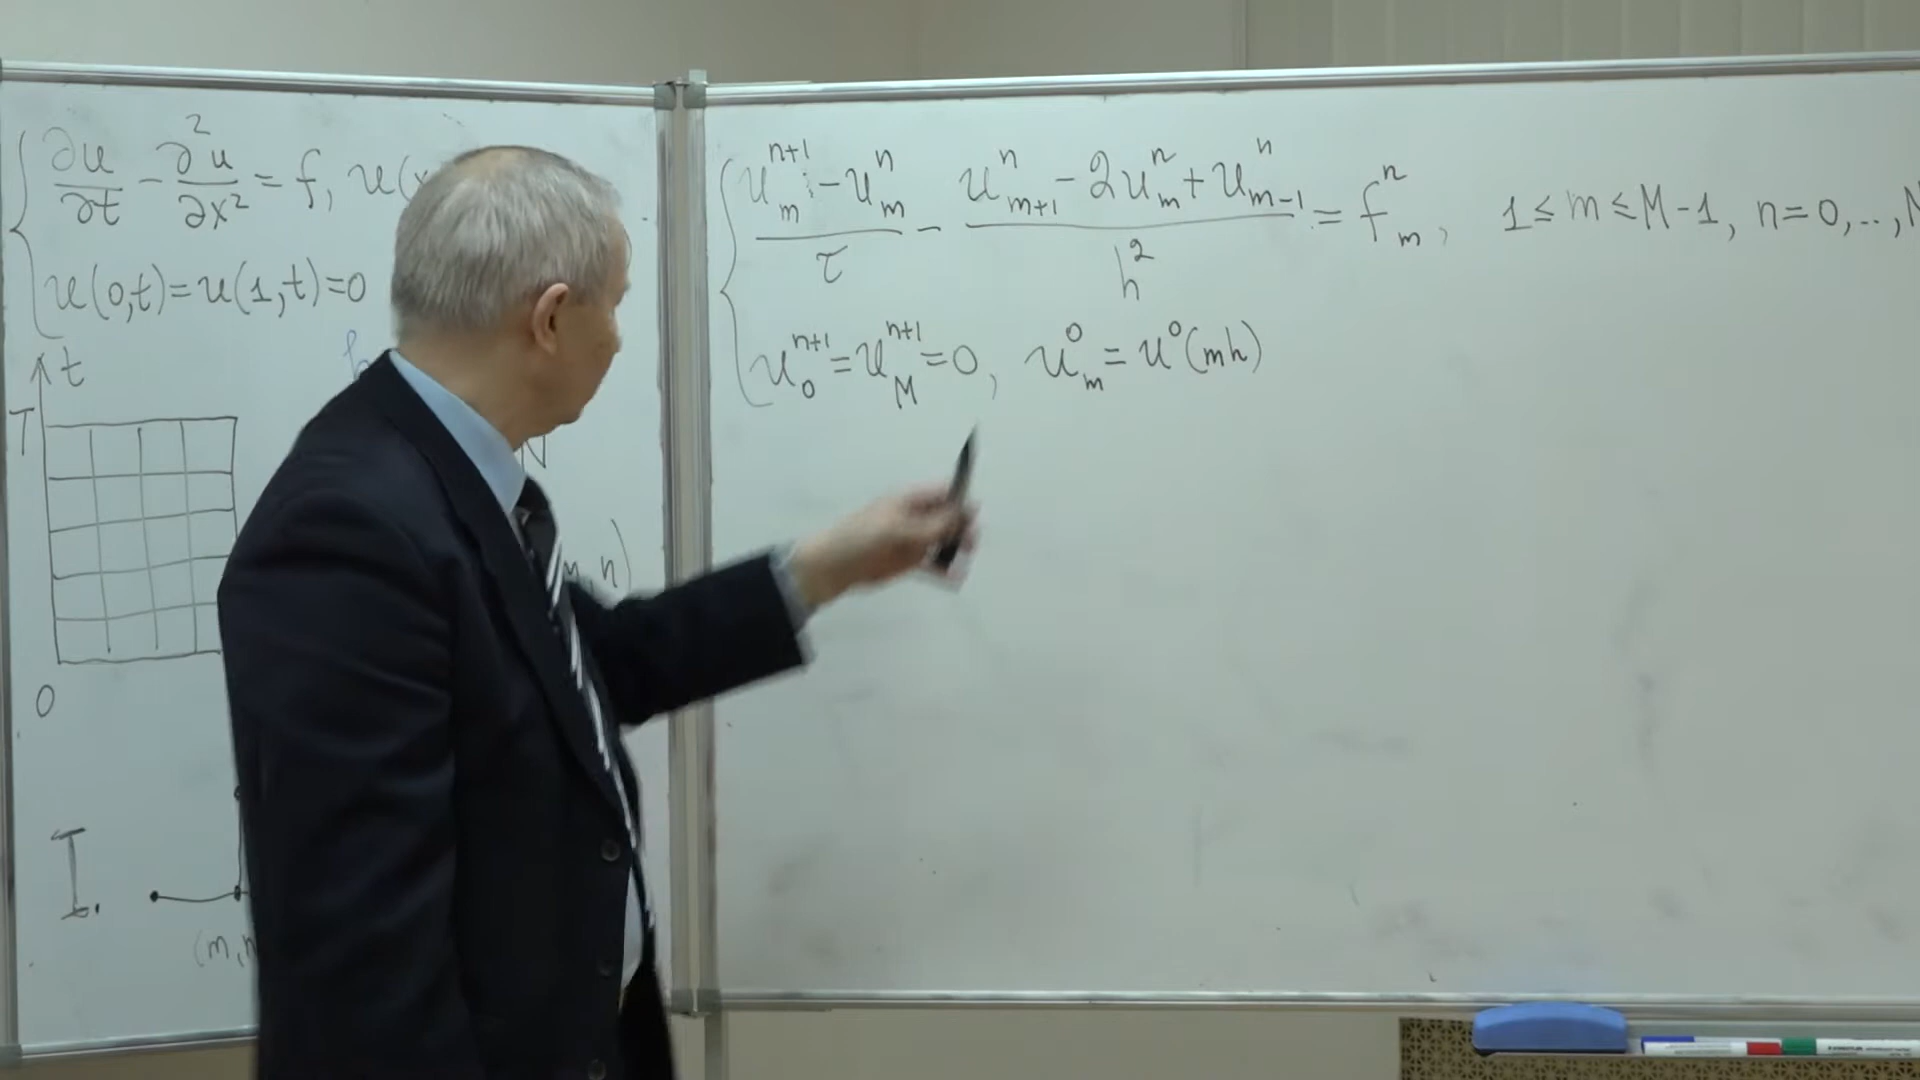 ∂u/∂t - ∂²u/∂x² = f, u(x
u(0,t)=u(1,t)=0
t
T
h
N
m, n)
0
I.
(m,n
(u_m^{n+1} - u_m^n)/τ - (u_{m+1}^n - 2u_m^n + u_{m-1}^n)/h² = f_m^n, 1≤m≤M-1, n=0,..,N
u_0^{n+1}=u_M^{n+1}=0, u_m^0=u^0(mh)